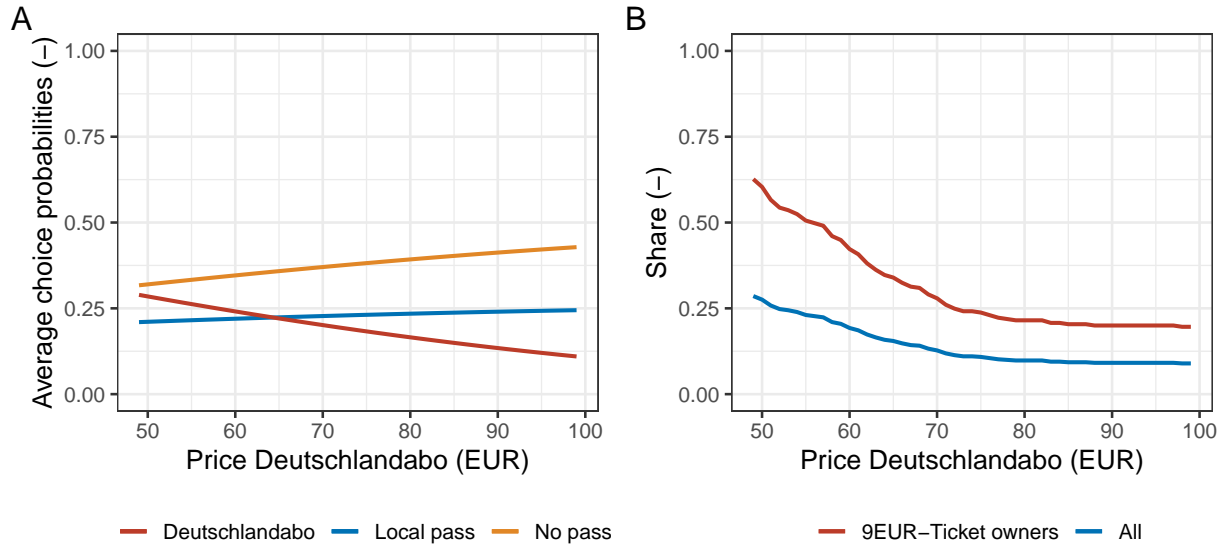 A
Average choice probabilities (−)
1.00
0.75
0.50
0.25
0.00
50 60 70 80 90 100
Price Deutschlandabo (EUR)
Deutschlandabo Local pass No pass
B
Share (−)
1.00
0.75
0.50
0.25
0.00
50 60 70 80 90 100
Price Deutschlandabo (EUR)
9EUR−Ticket owners All